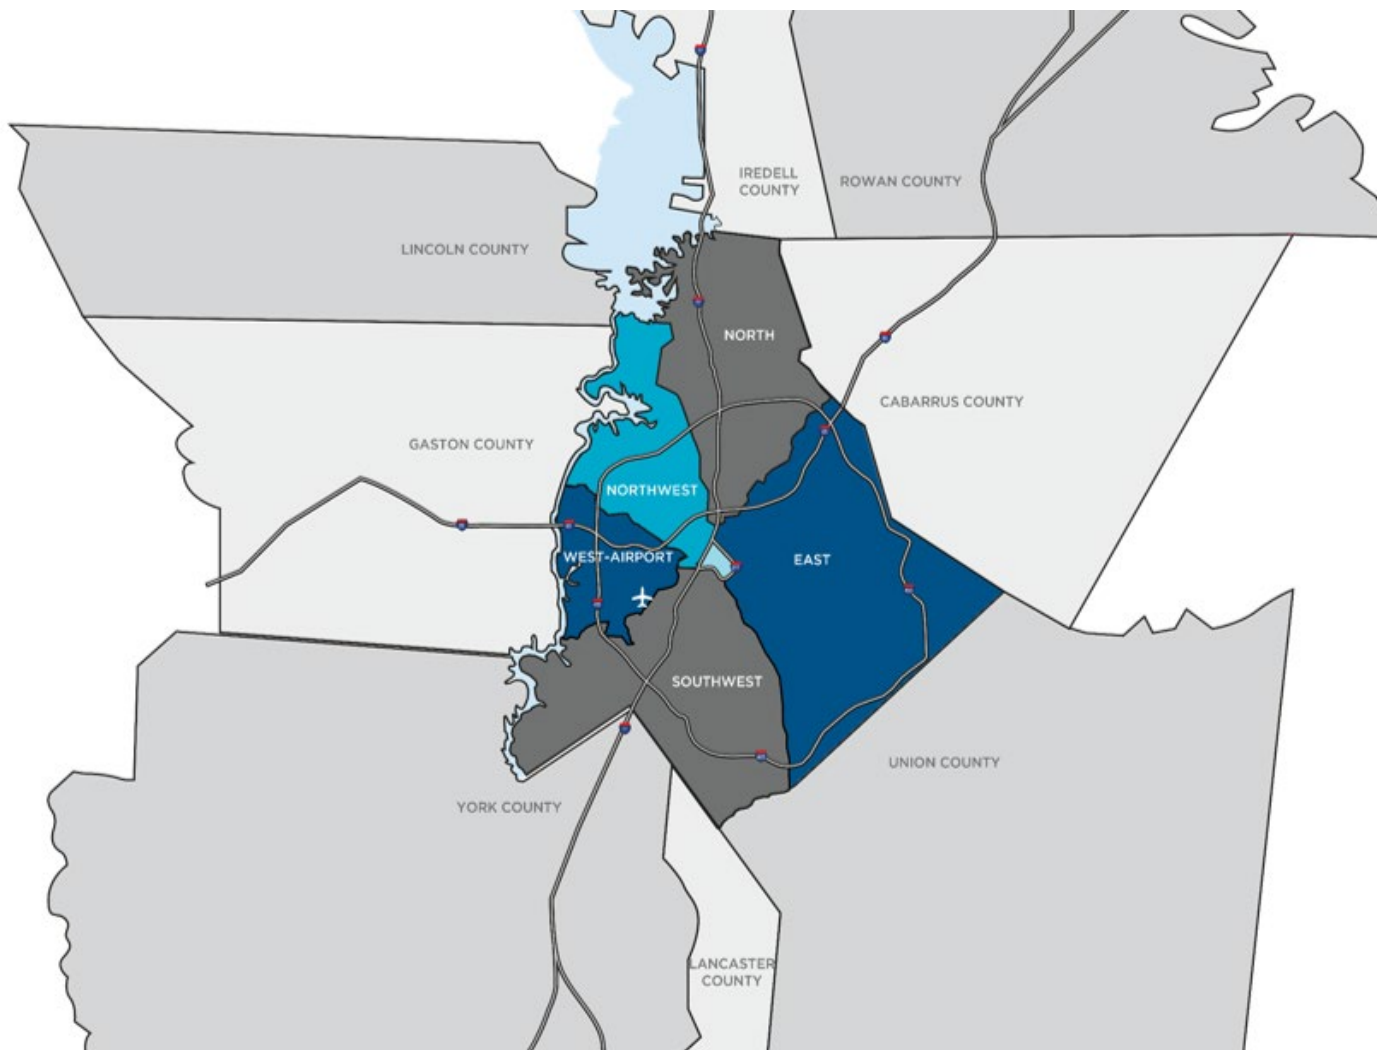 IREDELL
COUNTY
ROWAN COUNTY
LINCOLN COUNTY
NORTH
CABARRUS COUNTY
GASTON COUNTY
NORTHWEST
WEST-AIRPORT
EAST
SOUTHWEST
UNION COUNTY
YORK COUNTY
LANCASTER
COUNTY